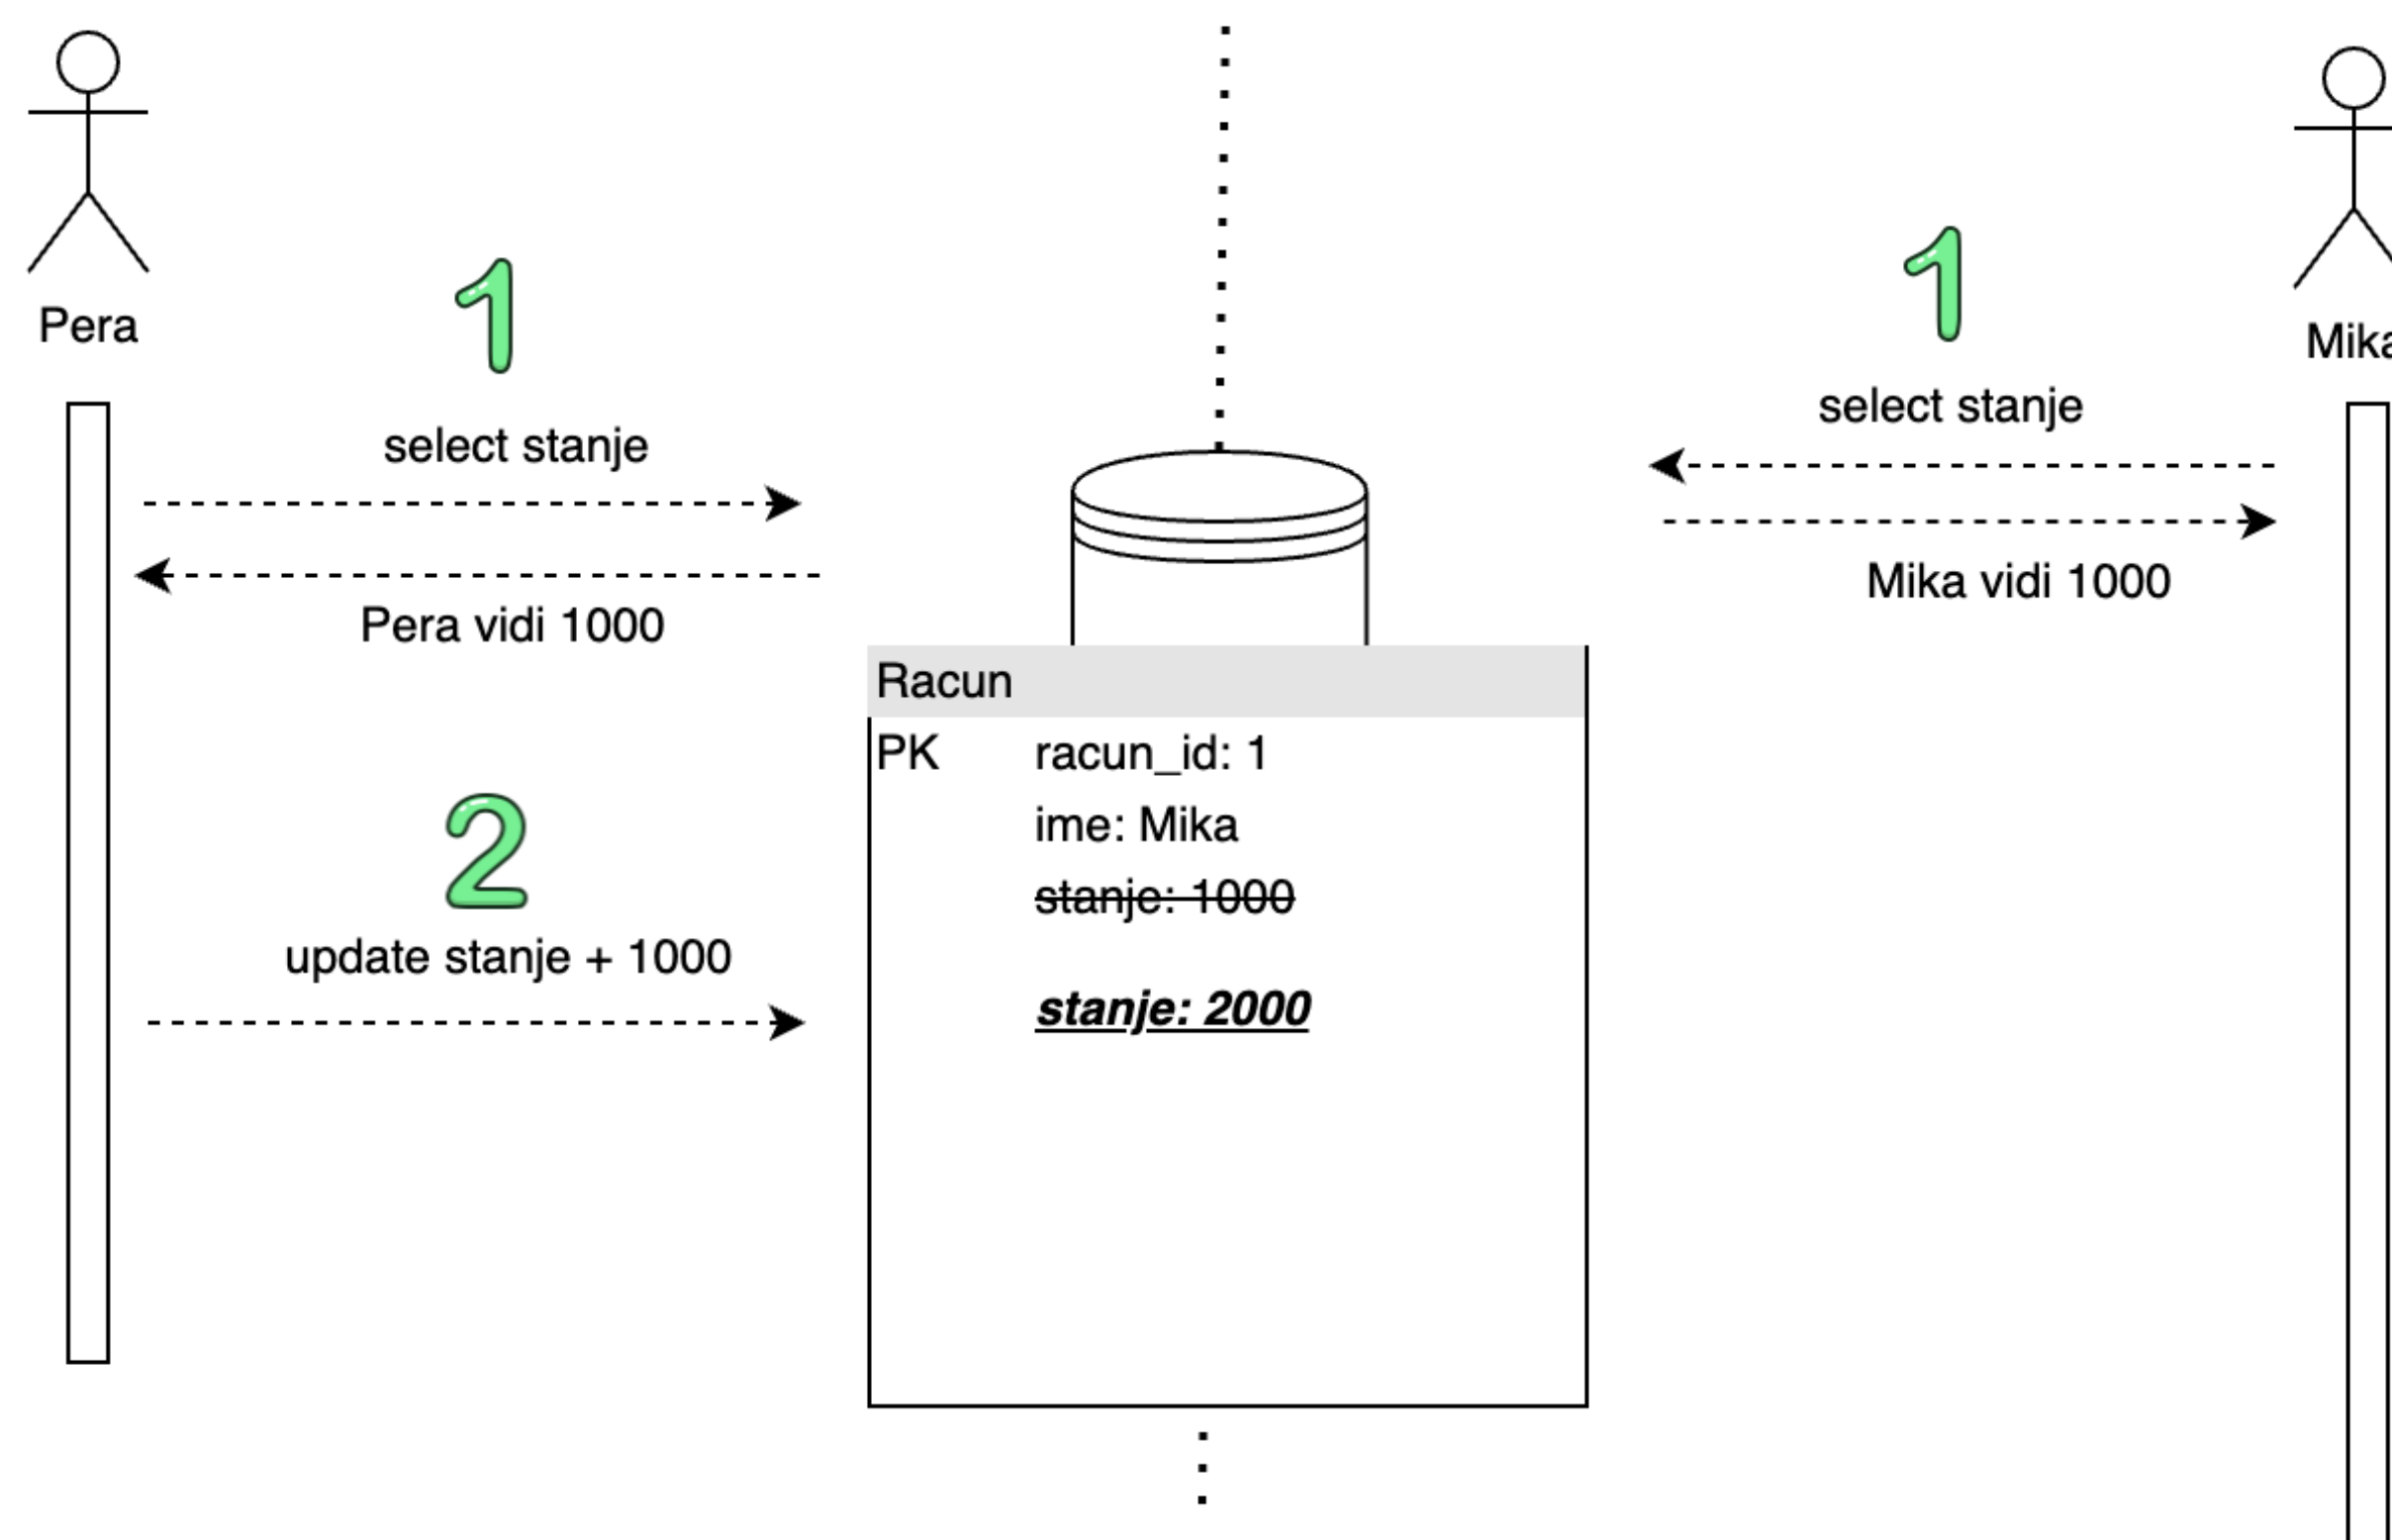 Pera
1
select stanje
Pera vidi 1000
2
update stanje + 1000
Racun
PK racun_id: 1
ime: Mika
stanje: 1000
stanje: 2000
1
select stanje
Mika vidi 1000
Mika